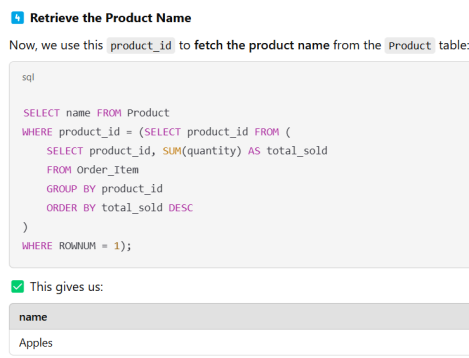 4 Retrieve the Product Name
Now, we use this product_id to fetch the product name from the Product table:
sql
SELECT name FROM Product
WHERE product_id = (SELECT product_id FROM (
SELECT product_id, SUM(quantity) AS total_sold
FROM Order_Item
GROUP BY product_id
ORDER BY total_sold DESC
)
WHERE ROWNUM = 1);
This gives us:
name
Apples